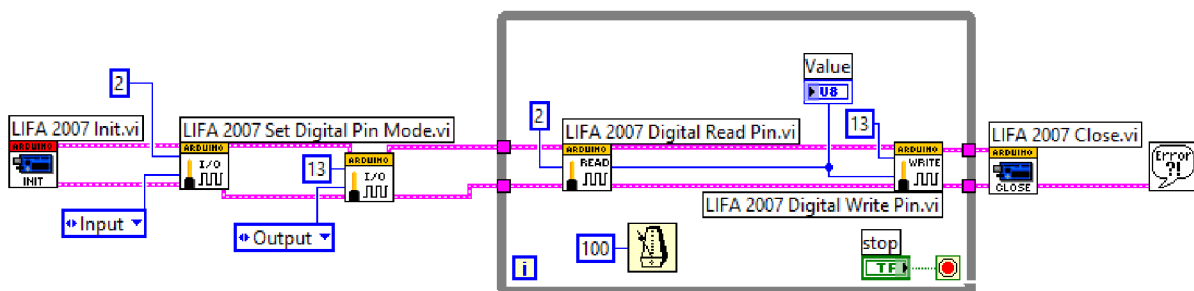 LIFA 2007 Init.vi
ARDUINO
INIT
2
LIFA 2007 Set Digital Pin Mode.vi
ARDUINO
I/O
Input
13
ARDUINO
I/O
Output
2
LIFA 2007 Digital Read Pin.vi
ARDUINO
READ
Value
U8
13
ARDUINO
WRITE
LIFA 2007 Digital Write Pin.vi
100
i
stop
TF
LIFA 2007 Close.vi
ARDUINO
CLOSE
Error
?!